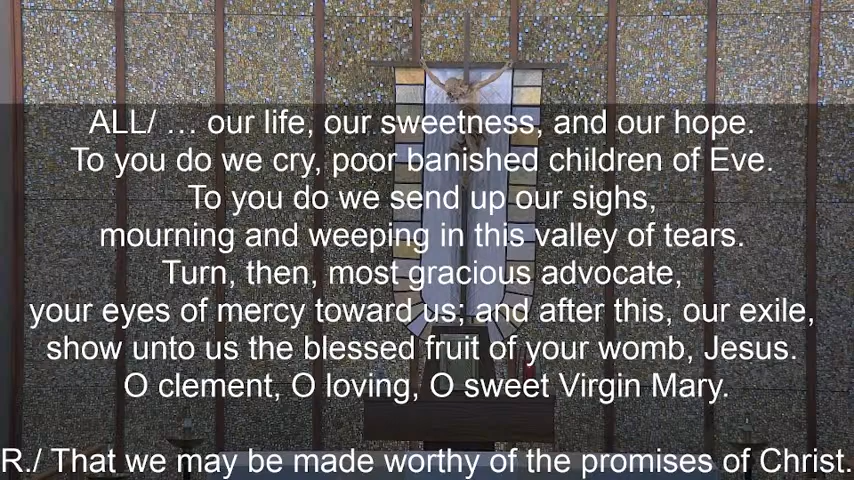 ALL/ … our life, our sweetness, and our hope.
To you do we cry, poor banished children of Eve.
To you do we send up our sighs,
mourning and weeping in this valley of tears.
Turn, then, most gracious advocate,
your eyes of mercy toward us; and after this, our exile,
show unto us the blessed fruit of your womb, Jesus.
O clement, O loving, O sweet Virgin Mary.
R./ That we may be made worthy of the promises of Christ.